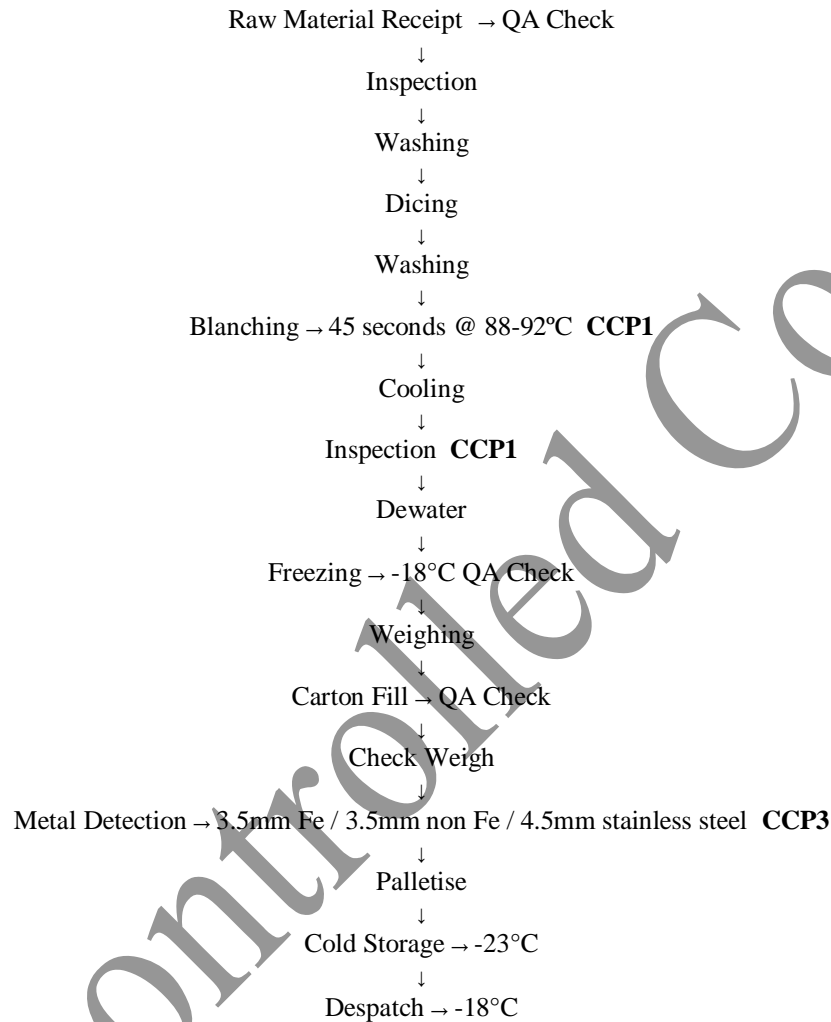 Raw Material Receipt → QA Check
↓
Inspection
↓
Washing
↓
Dicing
↓
Washing
↓
Blanching → 45 seconds @ 88-92ºC CCP1
↓
Cooling
↓
Inspection CCP1
↓
Dewater
↓
Freezing → -18°C QA Check
↓
Weighing
↓
Carton Fill → QA Check
↓
Check Weigh
↓
Metal Detection → 3.5mm Fe / 3.5mm non Fe / 4.5mm stainless steel CCP3
↓
Palletise
↓
Cold Storage → -23°C
↓
Despatch → -18°C
ontrolled Co